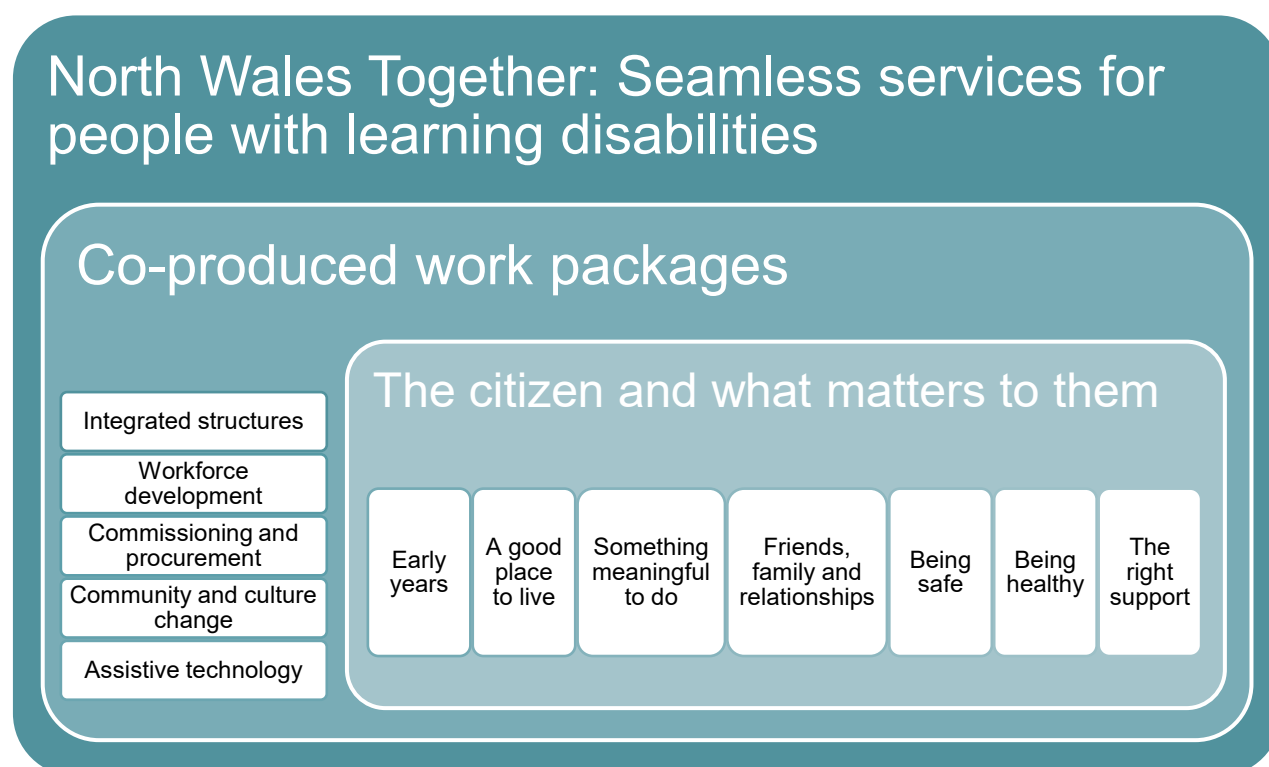 North Wales Together: Seamless services for
people with learning disabilities
Co-produced work packages
The citizen and what matters to them
Integrated structures
Workforce
development
Commissioning and
procurement
Community and culture
change
Assistive technology
Early
years
A good
place
to live
Something
meaningful
to do
Friends,
family and
relationships
Being
safe
Being
healthy
The
right
support